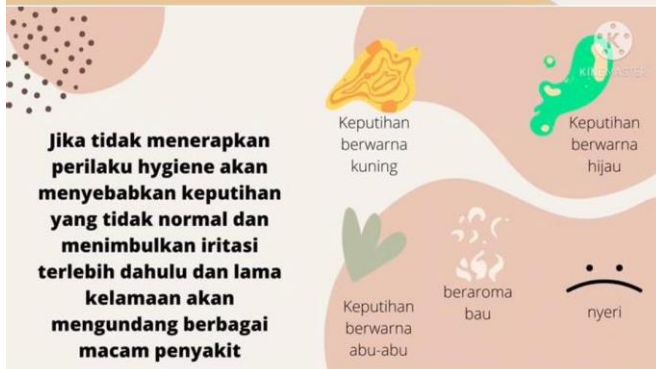 Jika tidak menerapkan
perilaku hygiene akan
menyebabkan keputihan
yang tidak normal dan
menimbulkan iritasi
terlebih dahulu dan lama
kelamaan akan
mengundang berbagai
macam penyakit
Keputihan
berwarna
kuning
K
KINEMASTER
Keputihan
berwarna
hijau
Keputihan
berwarna
abu-abu
beraroma
bau
nyeri